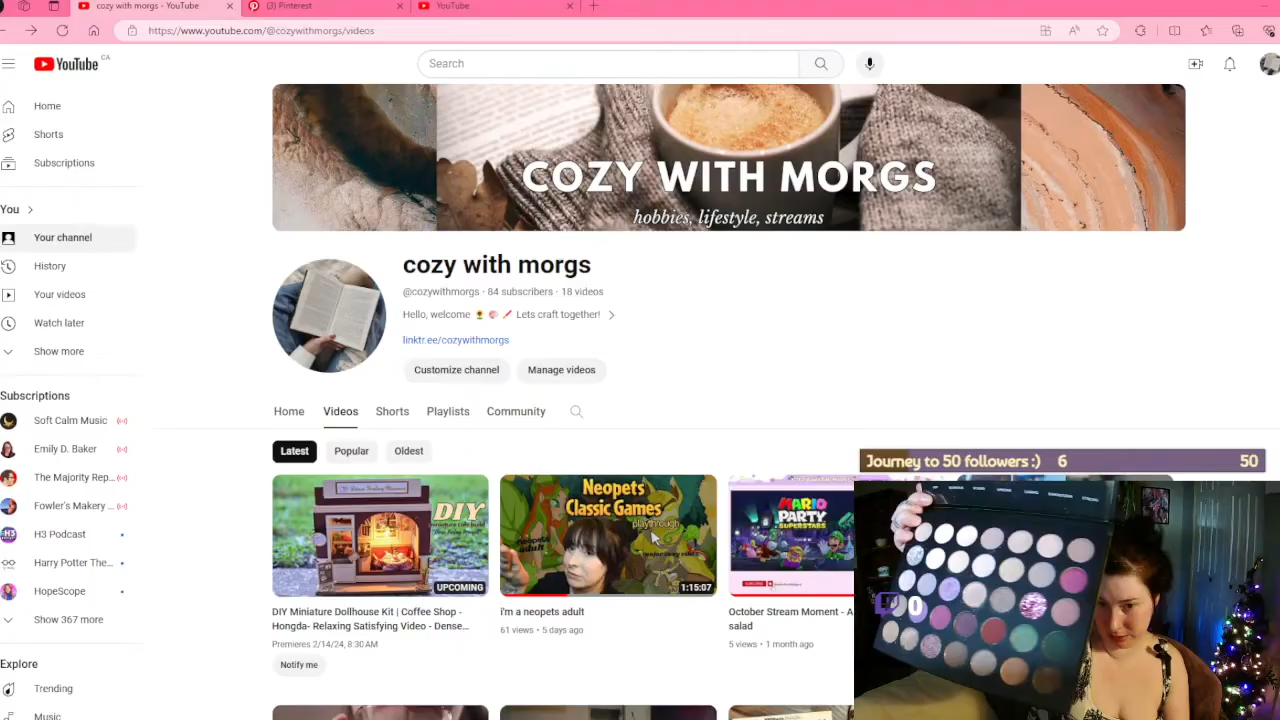 cozy with morgs - YouTube
Pinterest
YouTube
https://www.youtube.com/@cozywithmorgs/videos
YouTube CA
Search
Home
Shorts
Subscriptions
You
Your channel
History
Your videos
Watch later
Show more
Subscriptions
Soft Calm Music
Emily D. Baker
The Majority Rep...
Fowler's Makery ...
H3 Podcast
Harry Potter The...
HopeScope
Show 367 more
Explore
Trending
Music
COZY WITH MORGS
hobbies, lifestyle, streams
cozy with morgs
@cozywithmorgs · 84 subscribers · 18 videos
Hello, welcome 🌻 🧠 🖍️ Lets craft together!
linktr.ee/cozywithmorgs
Customize channel
Manage videos
Home Videos Shorts Playlists Community
Latest Popular Oldest
DIY
UPCOMING
DIY Miniature Dollhouse Kit | Coffee Shop -
Hongda- Relaxing Satisfying Video - Dense...
Premieres 2/14/24, 8:30 AM
Notify me
Neopets
Classic Games
playthrough
neopets
adult
1:15:07
i'm a neopets adult
61 views • 5 days ago
MARIO
PARTY
SUPERSTARS
October Stream Moment - A
salad
5 views • 1 month ago
Journey to 50 followers :) 6 50
0